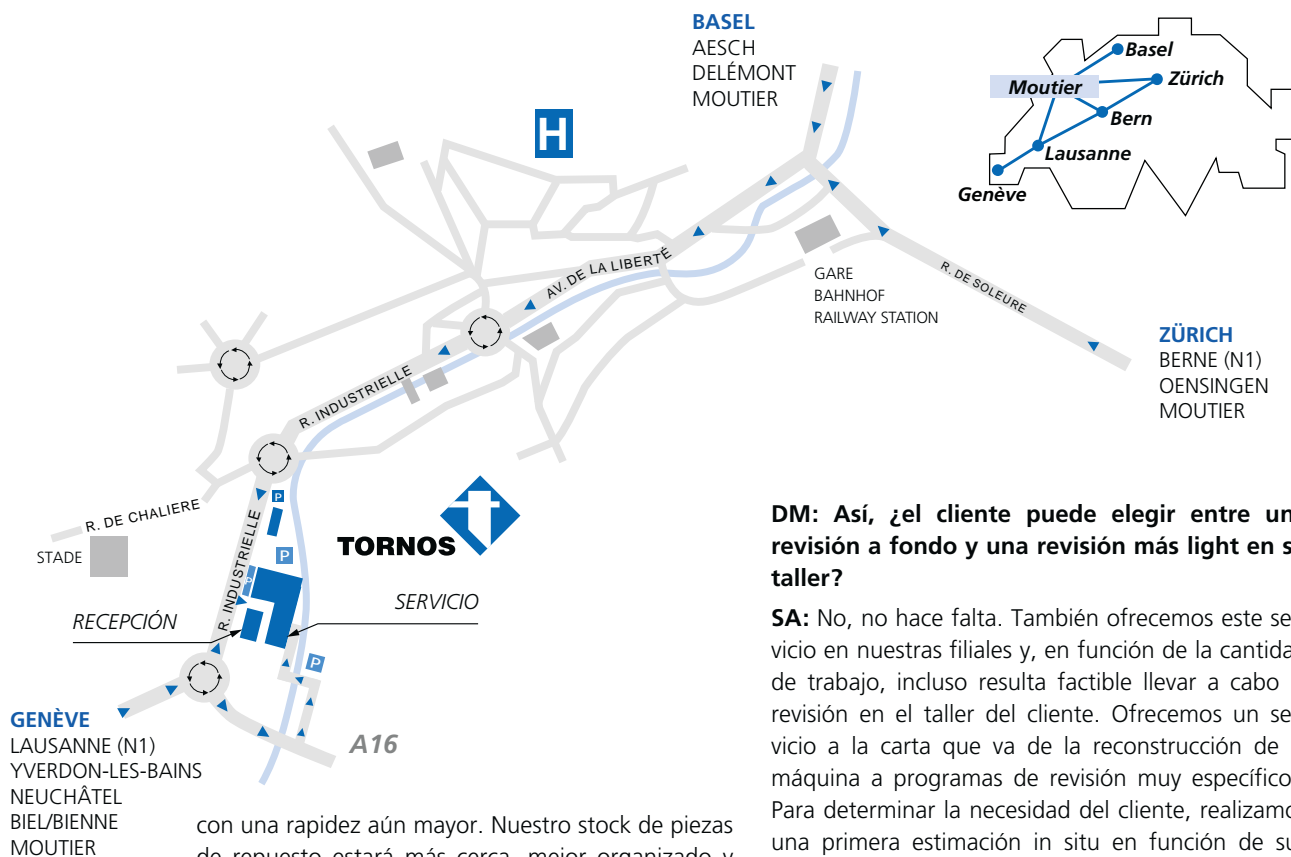 BASEL
AESCH
DELÉMONT
MOUTIER
Basel
Moutier
Zürich
Bern
Lausanne
Genève
H
AV. DE LA LIBERTÉ
GARE
BAHNHOF
RAILWAY STATION
R. DE SOLEURE
ZÜRICH
BERNE (N1)
OENSINGEN
MOUTIER
R. INDUSTRIELLE
R. DE CHALIERE
STADE
P
R. INDUSTRIELLE
TORNOS
P
P
RECEPCIÓN
SERVICIO
P
GENÈVE
LAUSANNE (N1)
YVERDON-LES-BAINS
NEUCHÂTEL
BIEL/BIENNE
MOUTIER
A16
con una rapidez aún mayor. Nuestro stock de piezas
de repuesto estará más cerca, mejor organizado y
DM: Así, ¿el cliente puede elegir entre un
revisión a fondo y una revisión más light en s
taller?
SA: No, no hace falta. También ofrecemos este se
vicio en nuestras filiales y, en función de la cantida
de trabajo, incluso resulta factible llevar a cabo
revisión en el taller del cliente. Ofrecemos un se
vicio a la carta que va de la reconstrucción de
máquina a programas de revisión muy específico
Para determinar la necesidad del cliente, realizamo
una primera estimación in situ en función de su